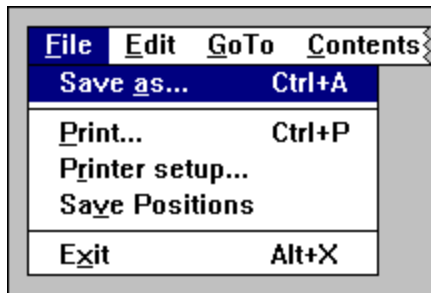 File Edit GoTo Contents
Save as... Ctrl+A
Print... Ctrl+P
Printer setup...
Save Positions
Exit Alt+X